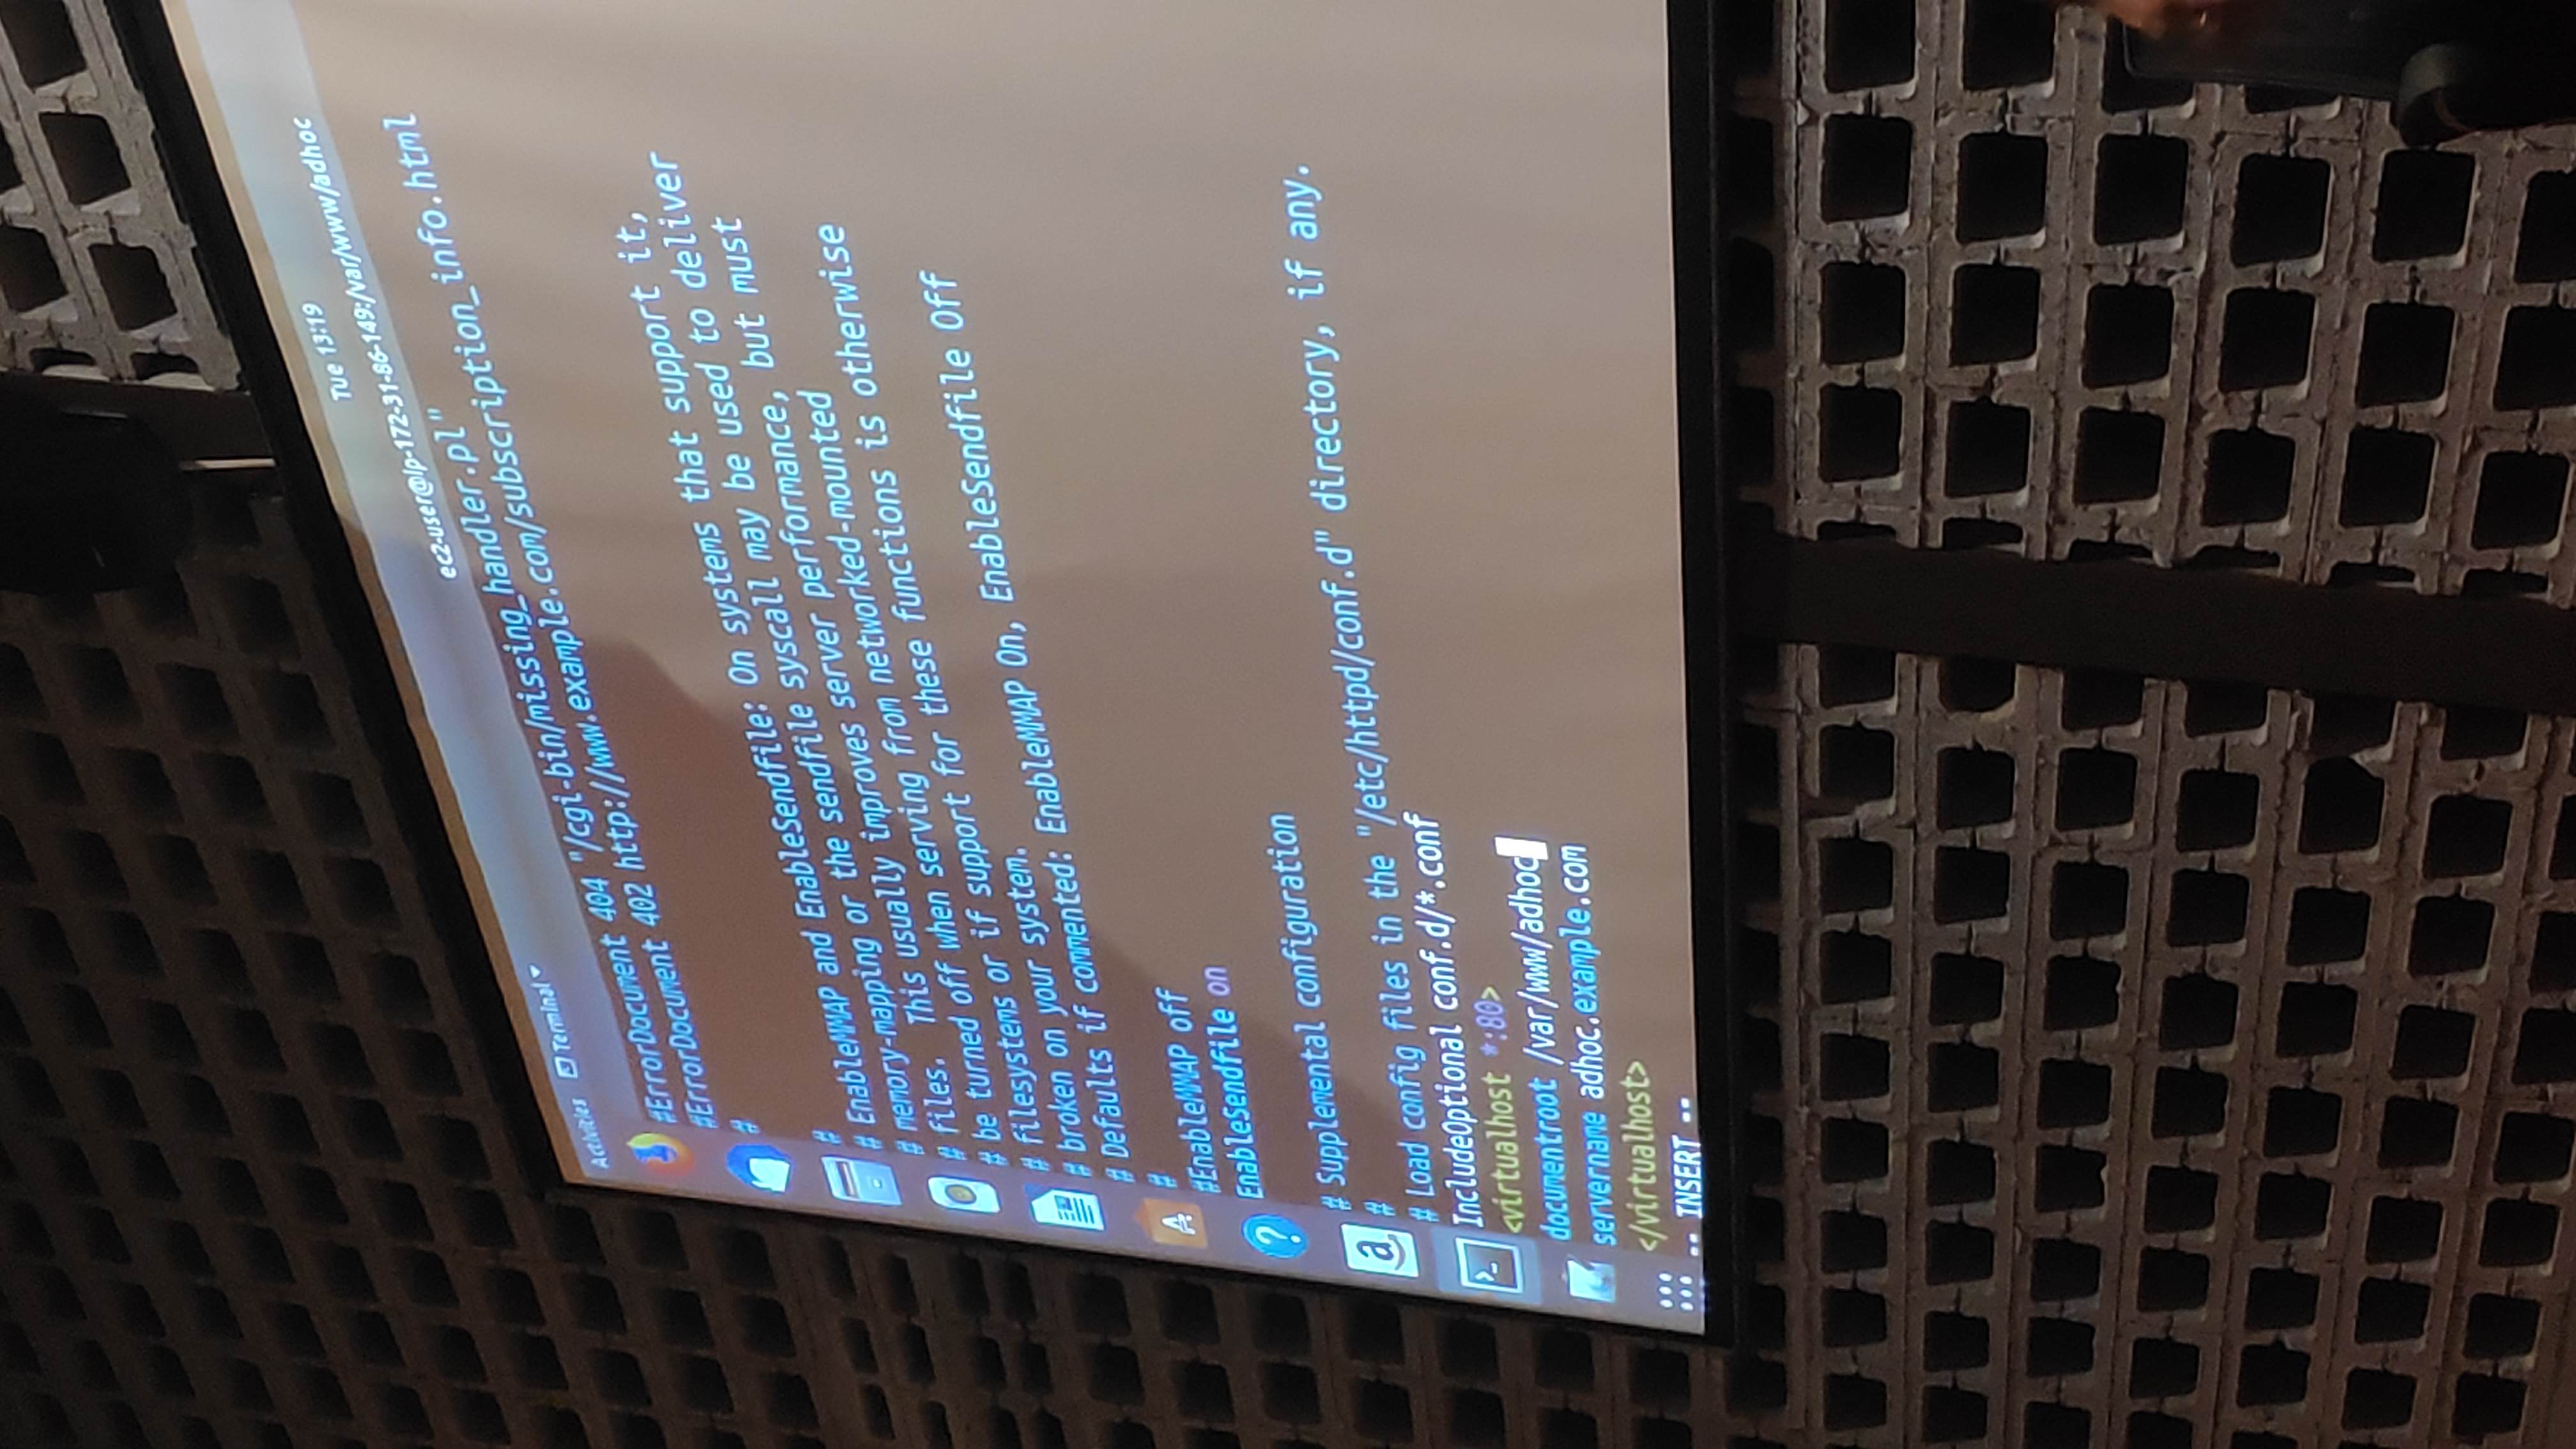 Tue 13:19
Activities
Terminal
ec2-user@ip-172-31-86-149:/var/www/adhoc
#ErrorDocument 404 "/cgi-bin/missing_handler.pl"
#ErrorDocument 402 http://www.example.com/subscription_info.html
#
#
# EnableMMAP and EnableSendfile: On systems that support it,
# memory-mapping or the sendfile syscall may be used to deliver
# files.  This usually improves server performance, but must
# be turned off when serving from networked-mounted
# filesystems or if support for these functions is otherwise
# broken on your system.
# Defaults if commented: EnableMMAP On, EnableSendfile Off
#
#EnableMMAP off
EnableSendfile on
# Supplemental configuration
#
# Load config files in the "/etc/httpd/conf.d" directory, if any.
IncludeOptional conf.d/*.conf
<virtualhost *:80>
documentroot /var/www/adhoc
servername adhoc.example.com
</virtualhost>
-- INSERT --